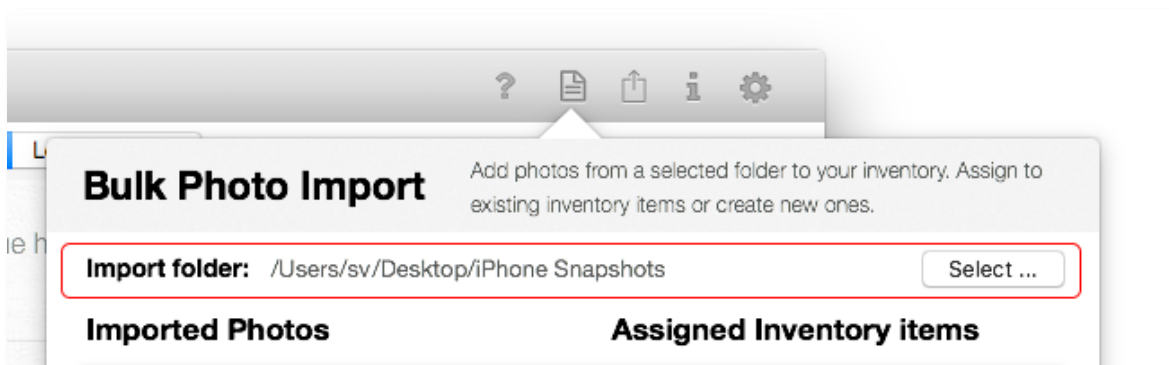 Bulk Photo Import
Add photos from a selected folder to your inventory. Assign to
existing inventory items or create new ones.
Import folder: /Users/sv/Desktop/iPhone Snapshots
Select ...
Imported Photos
Assigned Inventory items